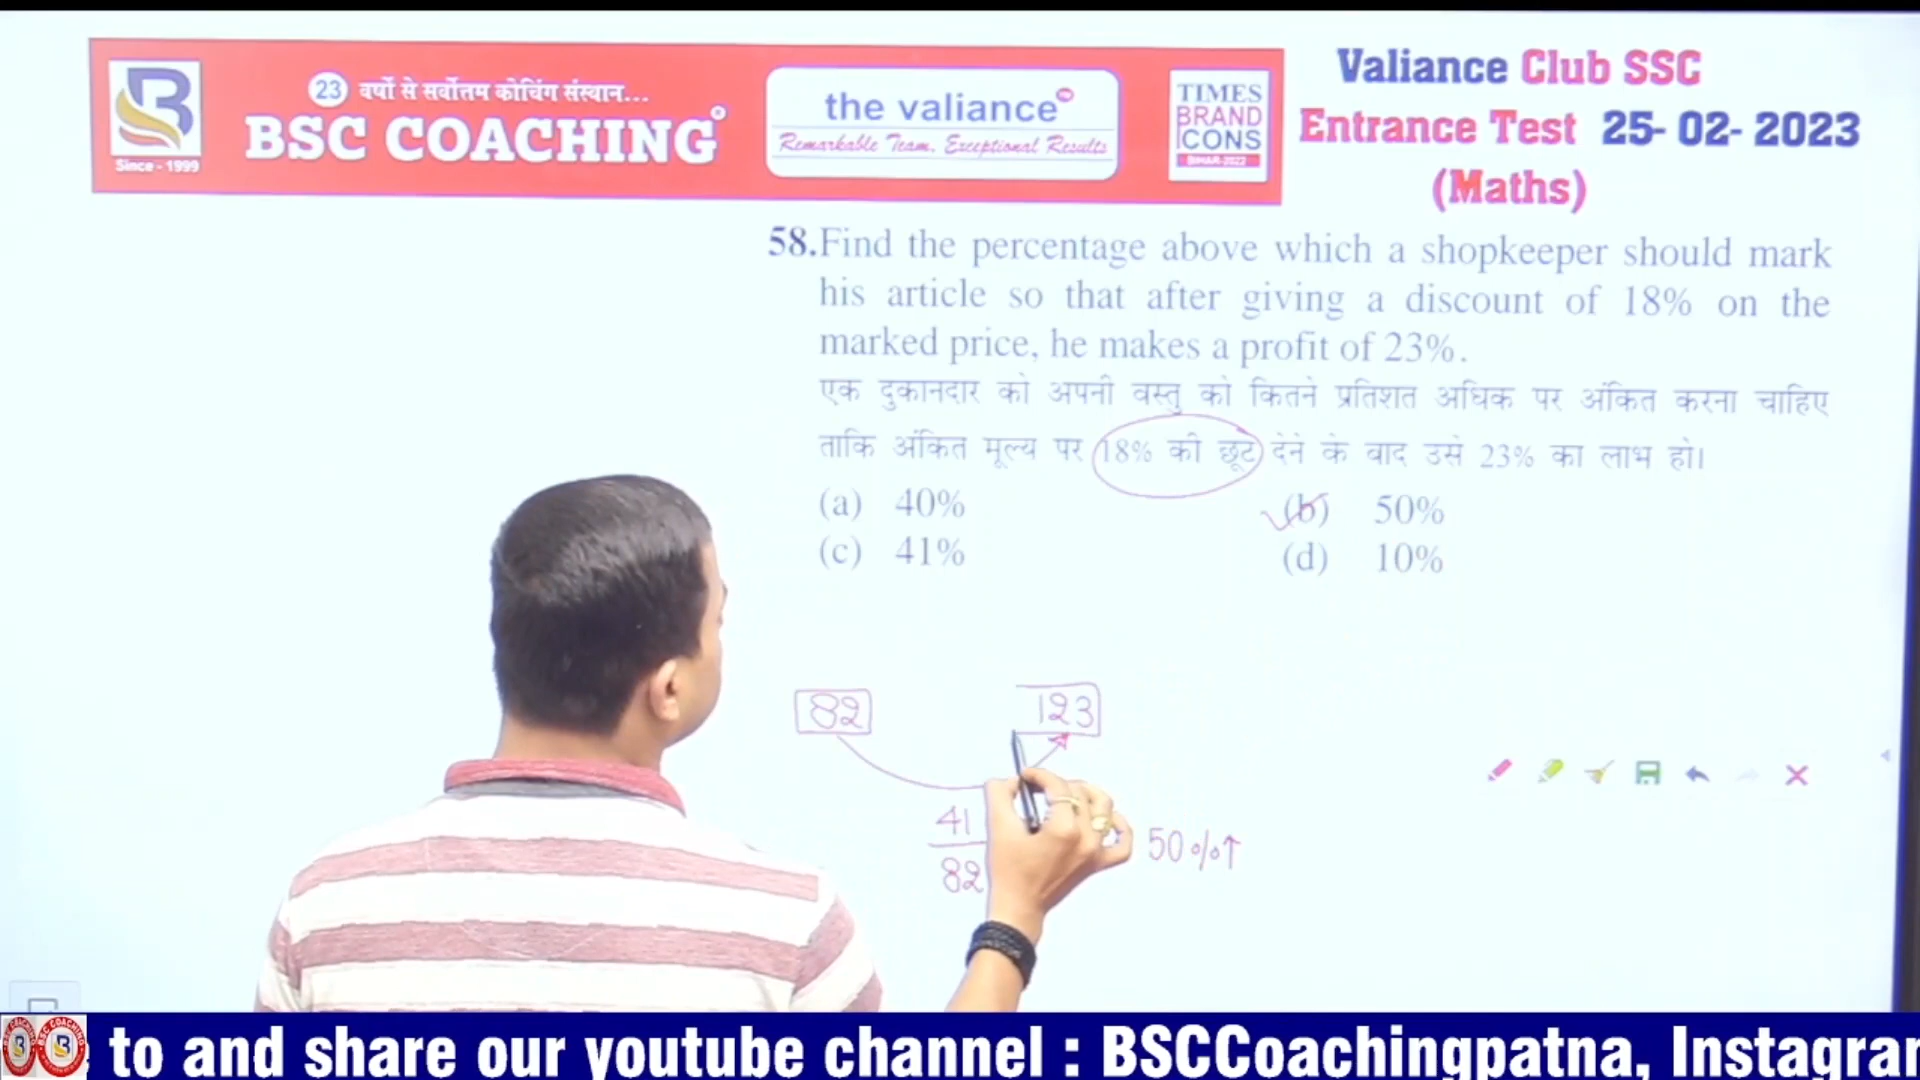 23 वर्षों से सर्वोत्तम कोचिंग संस्थान...
BSC COACHING
Since - 1999
the valiance
Remarkable Team, Exceptional Results
TIMES
BRAND
ICONS
BIHAR-2022
Valiance Club SSC
Entrance Test 25- 02- 2023
(Maths)
58. Find the percentage above which a shopkeeper should mark
his article so that after giving a discount of 18% on the
marked price, he makes a profit of 23%.
एक दुकानदार को अपनी वस्तु को कितने प्रतिशत अधिक पर अंकित करना चाहिए
ताकि अंकित मूल्य पर 18% की छूट देने के बाद उसे 23% का लाभ हो।
(a) 40% (b) 50%
(c) 41% (d) 10%
82 123
41
82
50%↑
to and share our youtube channel : BSCCoachingpatna, Instagra